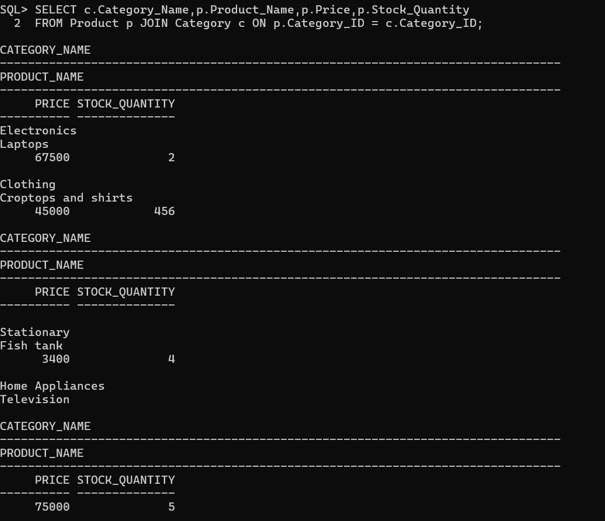 SQL> SELECT c.Category_Name,p.Product_Name,p.Price,p.Stock_Quantity
  2  FROM Product p JOIN Category c ON p.Category_ID = c.Category_ID;

CATEGORY_NAME
--------------------------------------------------------------------------------
PRODUCT_NAME
--------------------------------------------------------------------------------
     PRICE STOCK_QUANTITY
---------- --------------
Electronics
Laptops
     67500              2

Clothing
Croptops and shirts
     45000            456

CATEGORY_NAME
--------------------------------------------------------------------------------
PRODUCT_NAME
--------------------------------------------------------------------------------
     PRICE STOCK_QUANTITY
---------- --------------

Stationary
Fish tank
      3400              4

Home Appliances
Television

CATEGORY_NAME
--------------------------------------------------------------------------------
PRODUCT_NAME
--------------------------------------------------------------------------------
     PRICE STOCK_QUANTITY
---------- --------------
     75000              5